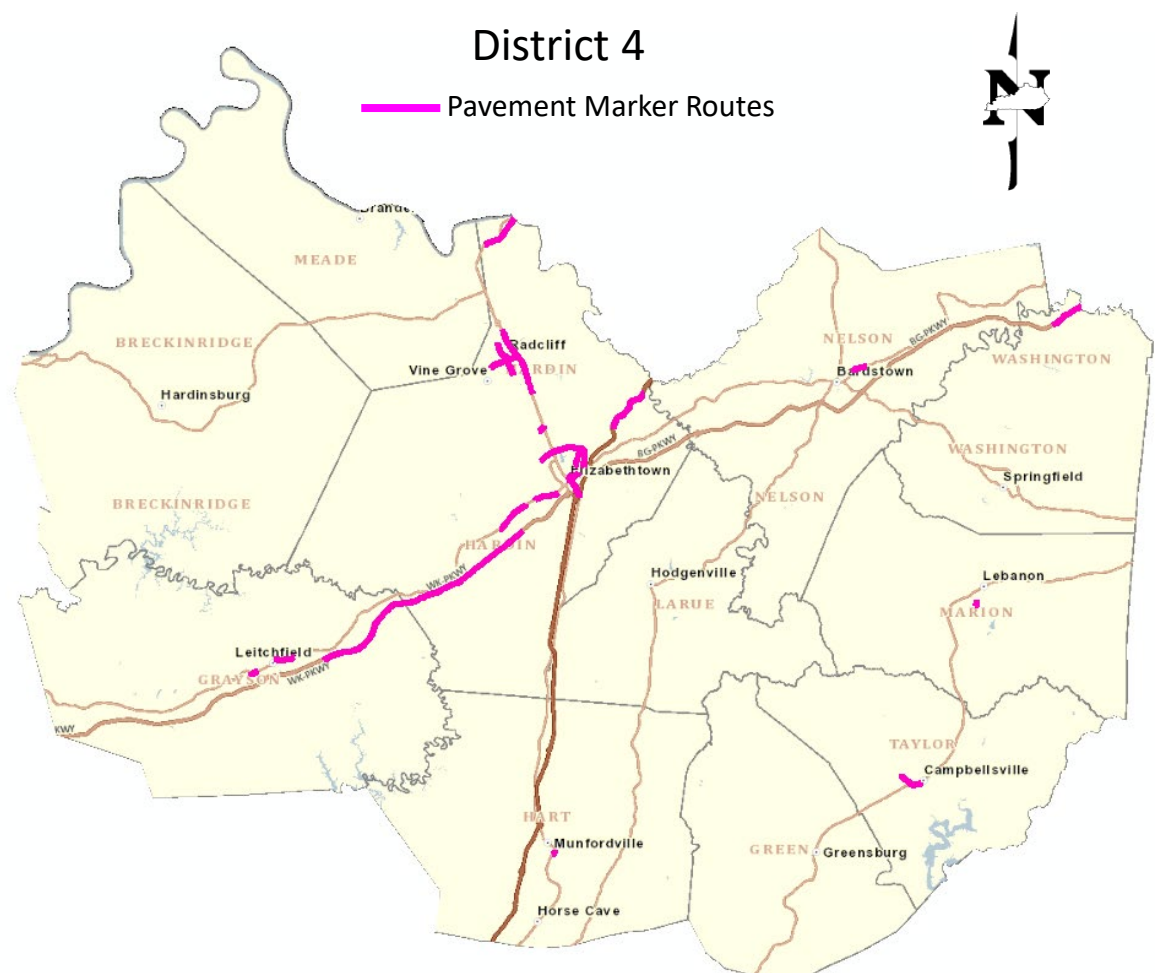 District 4
N
Pavement Marker Routes
MEADE
BRECKINRIDGE
NELSON
BG-PKWY
WASHINGTON
Radcliff
Vine Grove
HARDIN
Bardstown
Hardinsburg
BG-PKWY
WASHINGTON
Elizabethtown
Springfield
BRECKINRIDGE
NELSON
HARDIN
WK-PKWY
Hodgenville
Lebanon
LARUE
MARION
Leitchfield
GRAYSON
WK-PKWY
KWY
TAYLOR
Campbellsville
HART
Munfordville
GREEN
Greensburg
Horse Cave